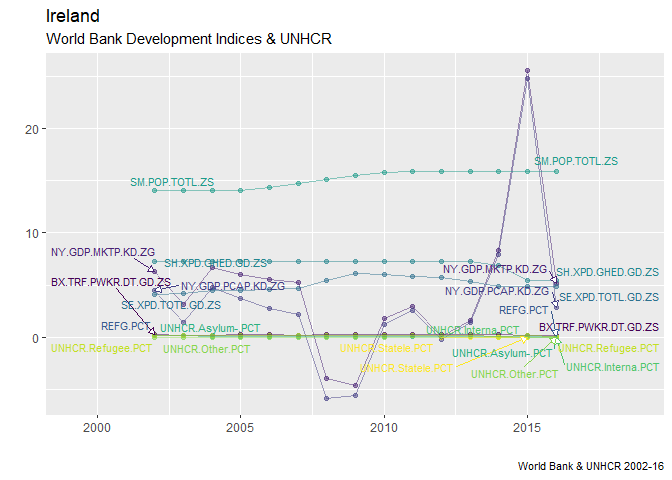 Ireland
World Bank Development Indices & UNHCR
20
10
0
SM.POP.TOTL.ZS
SM.POP.TOTL.ZS
NY.GDP.MKTP.KD.ZG
SH.XPD.GHED.GD.ZS
NY.GDP.MKTP.KD.ZG
SH.XPD.GHED.GD.ZS
BX.TRF.PWKR.DT.GD.ZS
NY.GDP.PCAP.KD.ZG
NY.GDP.PCAP.KD.ZG
SE.XPD.TOTL.GD.ZS
SE.XPD.TOTL.GD.ZS
REFG.PCT
REFG.PCT
UNHCR.Asylum-.PCT
UNHCR.Interna.PCT
BX.TRF.PWKR.DT.GD.ZS
UNHCR.Refugee.PCT
UNHCR.Other.PCT
UNHCR.Statele.PCT
UNHCR.Asylum-.PCT
UNHCR.Refugee.PCT
UNHCR.Statele.PCT
UNHCR.Other.PCT
UNHCR.Interna.PCT
2000
2005
2010
2015
World Bank & UNHCR 2002-16